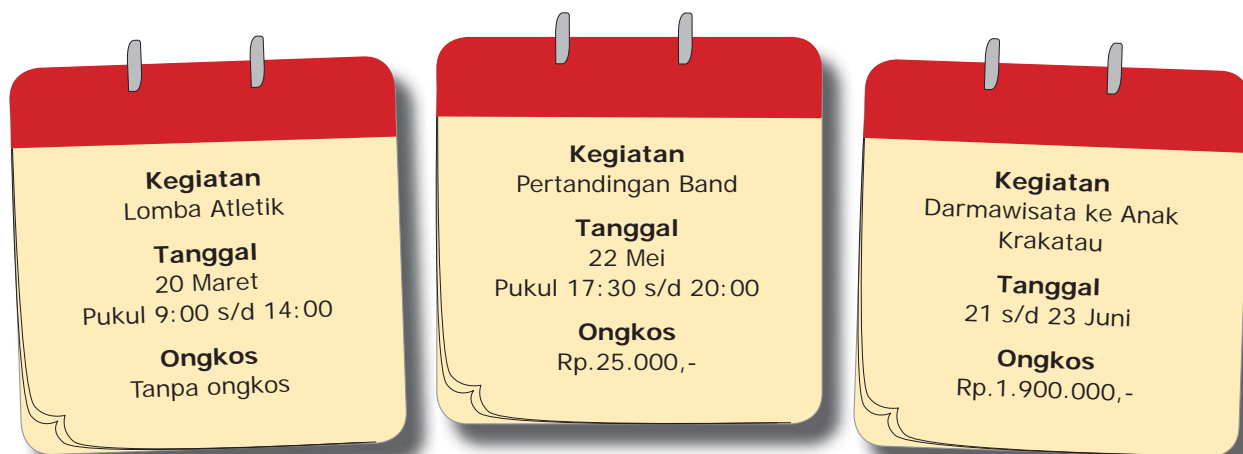 Kegiatan
Lomba Atletik
Tanggal
20 Maret
Pukul 9:00 s/d 14:00
Ongkos
Tanpa ongkos
Kegiatan
Pertandingan Band
Tanggal
22 Mei
Pukul 17:30 s/d 20:00
Ongkos
Rp.25.000,-
Kegiatan
Darmawisata ke Anak
Krakatau
Tanggal
21 s/d 23 Juni
Ongkos
Rp.1.900.000,-